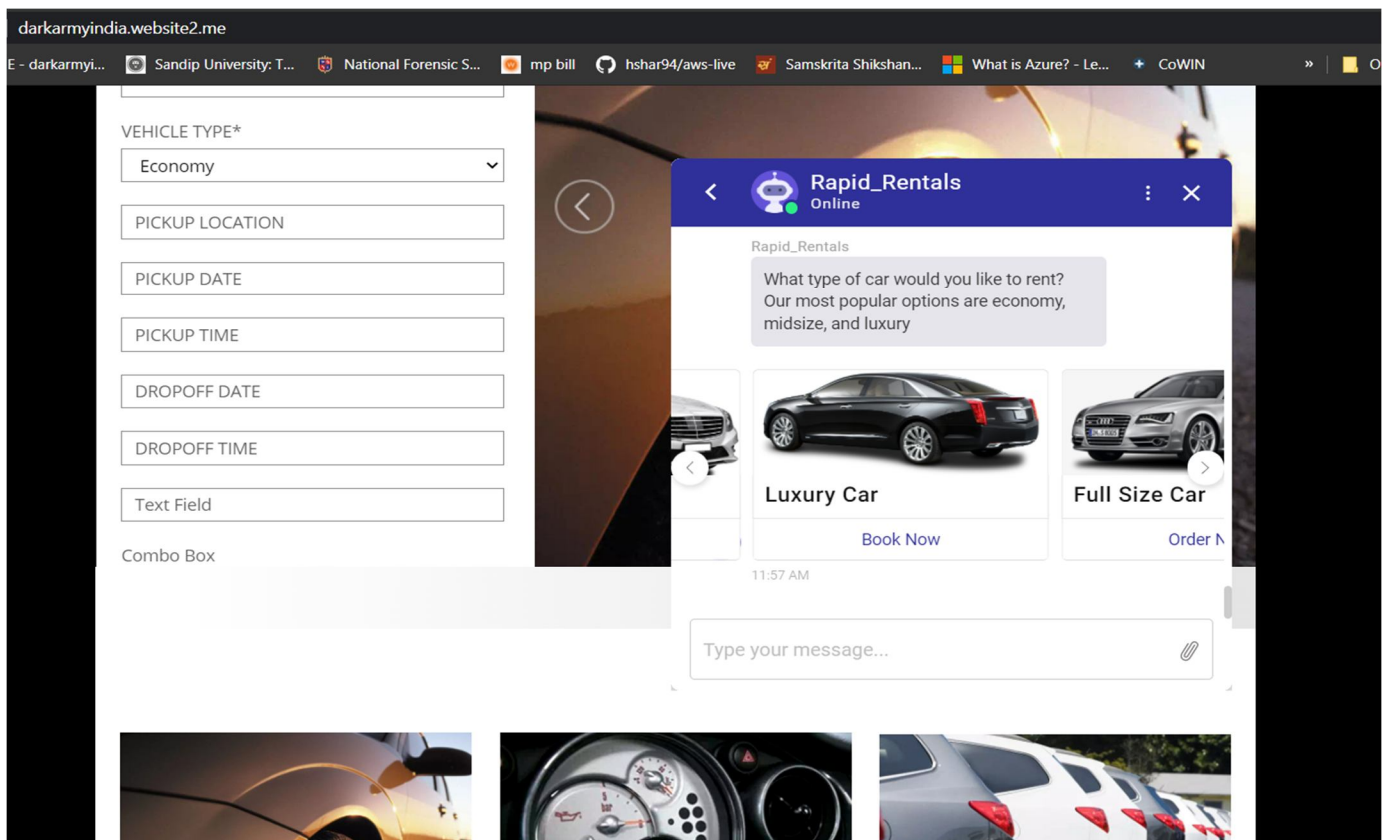 darkarmyindia.website2.me
E - darkarmyi... Sandip University: T... National Forensic S... mp bill hshar94/aws-live Samskrita Shikshan... What is Azure? - Le... CoWIN » O
VEHICLE TYPE*
Economy
PICKUP LOCATION
PICKUP DATE
PICKUP TIME
DROPOFF DATE
DROPOFF TIME
Text Field
Combo Box
Rapid_Rentals
Online
Rapid_Rentals
What type of car would you like to rent?
Our most popular options are economy,
midsize, and luxury
Luxury Car
Full Size Car
Book Now
Order N
11:57 AM
Type your message...